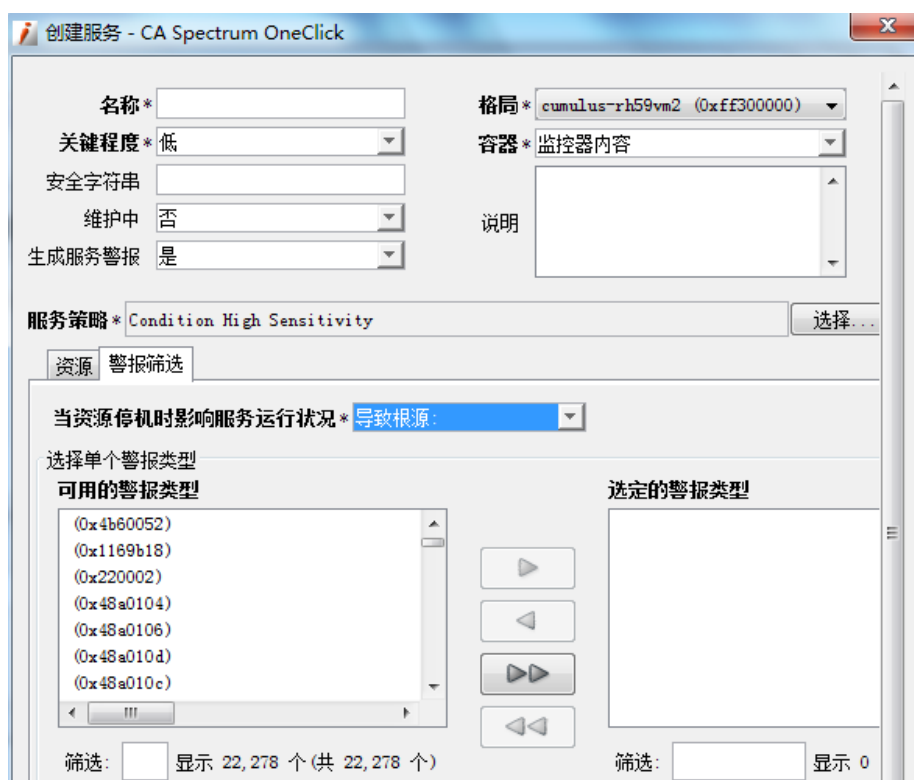 创建服务 - CA Spectrum OneClick
名称* 格局* cumulus-rh59vm2 (0xff300000)
关键程度* 低 容器* 监控器内容
安全字符串
维护中 否 说明
生成服务警报 是
服务策略* Condition High Sensitivity 选择...
资源 警报筛选
当资源停机时影响服务运行状况* 导致根源:
选择单个警报类型
可用的警报类型 选定的警报类型
(0x4b60052)
(0x1169b18)
(0x220002)
(0x48a0104)
(0x48a0106)
(0x48a010d)
(0x48a010c)
筛选: 显示 22,278 个(共 22,278 个) 筛选: 显示 0